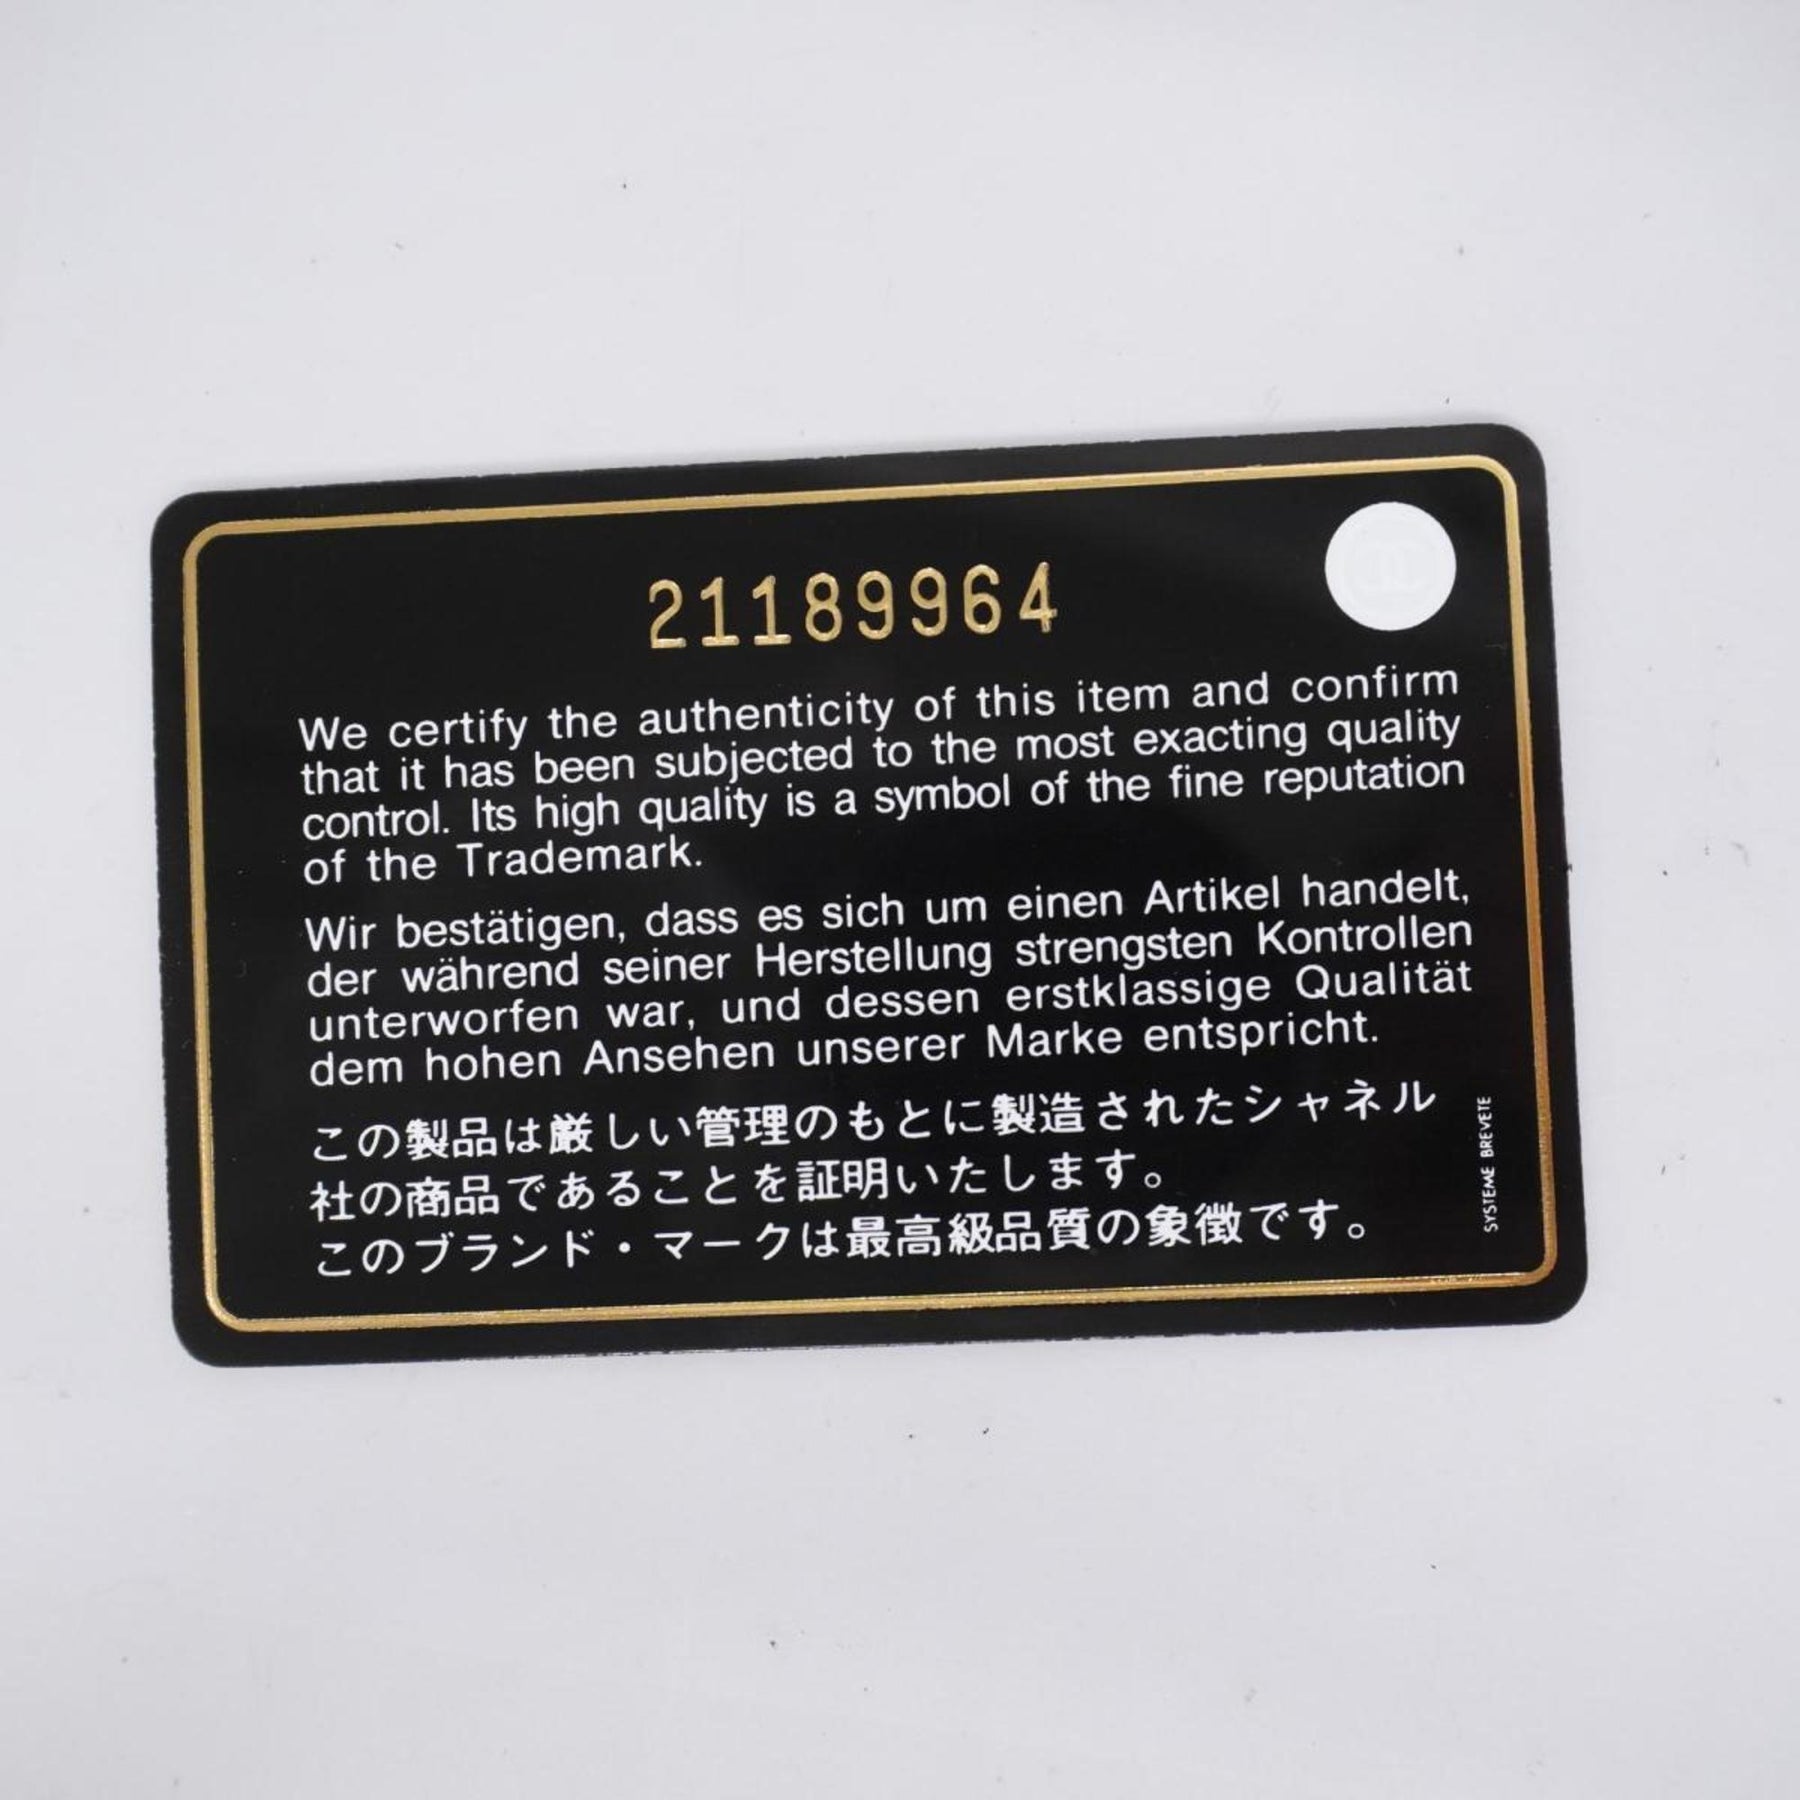 21189964
We certify the authenticity of this item and confirm
that it has been subjected to the most exacting quality
control. Its high quality is a symbol of the fine reputation
of the Trademark.
Wir bestätigen, dass es sich um einen Artikel handelt,
der während seiner Herstellung strengsten Kontrollen
unterworfen war, und dessen erstklassige Qualität
dem hohen Ansehen unserer Marke entspricht.
この製品は厳しい管理のもとに製造されたシャネル
社の商品であることを証明いたします。
このブランド・マークは最高級品質の象徴です。
SYSTEME BREVETE